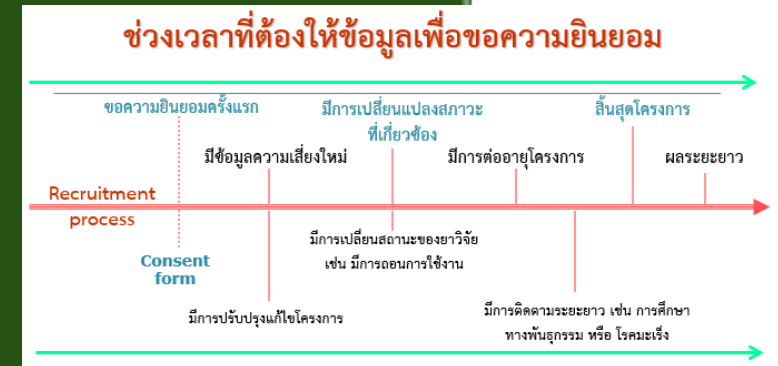 ช่วงเวลาที่ต้องให้ข้อมูลเพื่อขอความยินยอม
ขอความยินยอมครั้งแรก
มีการเปลี่ยนแปลงสภาวะ
ที่เกี่ยวข้อง
สิ้นสุดโครงการ
มีข้อมูลความเสี่ยงใหม่
มีการต่ออายุโครงการ
ผลระยะยาว
Recruitment
process
Consent
form
มีการเปลี่ยนสถานะของยาวิจัย
เช่น มีการถอนการใช้งาน
มีการปรับปรุงแก้ไขโครงการ
มีการติดตามระยะยาว เช่น การศึกษา
ทางพันธุกรรม หรือ โรคมะเร็ง